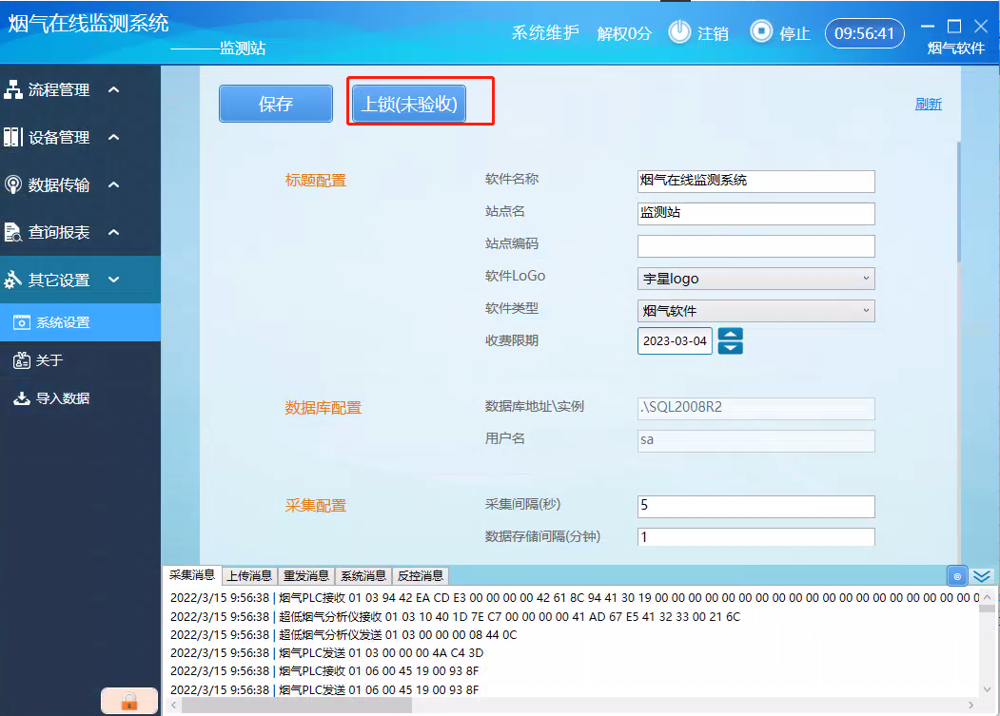 烟气在线监测系统
———监测站
系统维护 解权0分 注销 停止 09:56:41
烟气软件
流程管理
设备管理
数据传输
查询报表
其它设置
系统设置
关于
导入数据
保存 上锁(未验收) 刷新
标题配置
软件名称 烟气在线监测系统
站点名 监测站
站点编码
软件LoGo 宇星logo
软件类型 烟气软件
收费限期 2023-03-04
数据库配置
数据库地址\实例 .\SQL2008R2
用户名 sa
采集配置
采集间隔(秒) 5
数据存储间隔(分钟) 1
采集消息 上传消息 重发消息 系统消息 反控消息
2022/3/15 9:56:38 | 烟气PLC接收 01 03 94 42 EA CD E3 00 00 00 00 42 61 8C 94 41 30 19 00 00 00 00 00 00 00 00 00 00 00 00 00 00 00 00 00 00 0
2022/3/15 9:56:38 | 超低烟气分析仪接收 01 03 10 40 1D 7E C7 00 00 00 00 41 AD 67 E5 41 32 33 00 21 6C
2022/3/15 9:56:38 | 超低烟气分析仪发送 01 03 00 00 00 08 44 0C
2022/3/15 9:56:38 | 烟气PLC发送 01 03 00 00 00 4A C4 3D
2022/3/15 9:56:38 | 烟气PLC接收 01 06 00 45 19 00 93 8F
2022/3/15 9:56:38 | 烟气PLC发送 01 06 00 45 19 00 93 8F